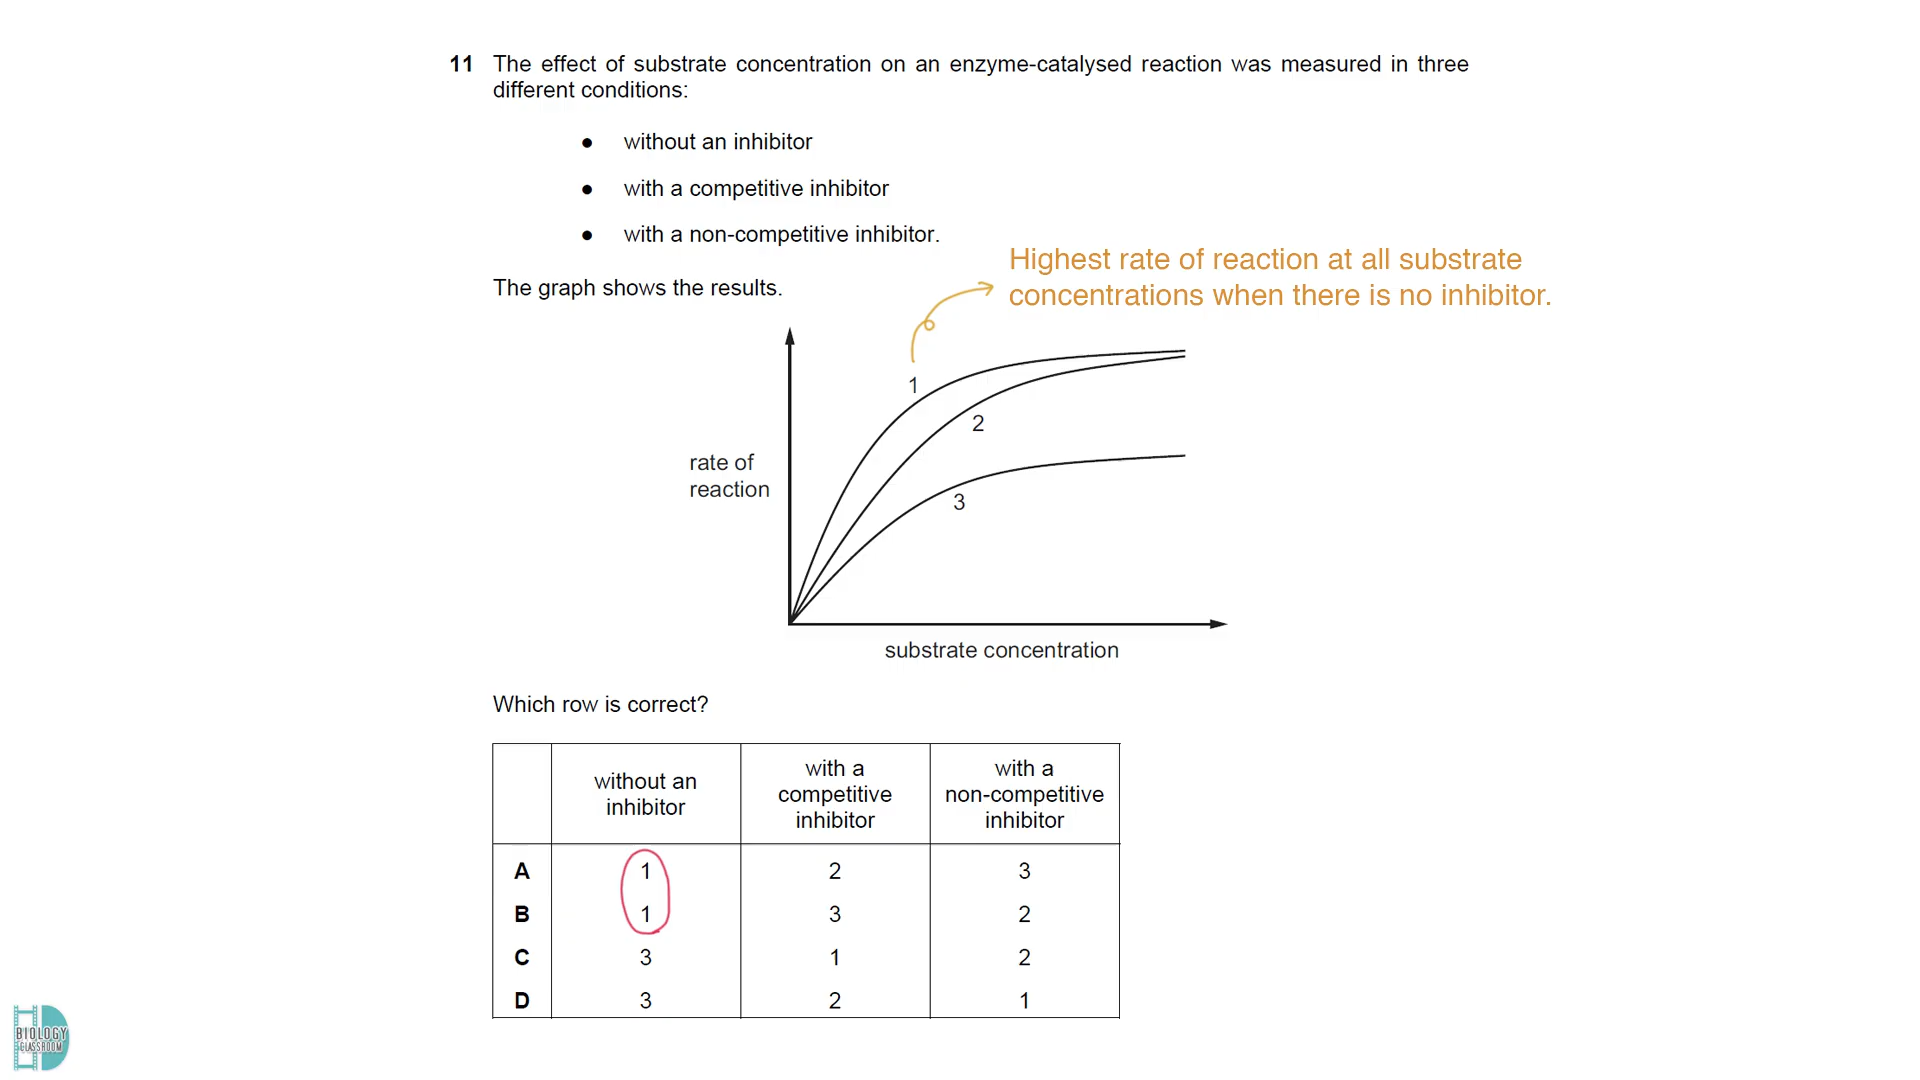 11 The effect of substrate concentration on an enzyme-catalysed reaction was measured in three
different conditions:
● without an inhibitor
● with a competitive inhibitor
● with a non-competitive inhibitor.
Highest rate of reaction at all substrate
concentrations when there is no inhibitor.
The graph shows the results.
1
2
3
rate of
reaction
substrate concentration
Which row is correct?
without an
inhibitor
with a
competitive
inhibitor
with a
non-competitive
inhibitor
A 1 2 3
B 1 3 2
C 3 1 2
D 3 2 1
BIOLOGY
CLASSROOM